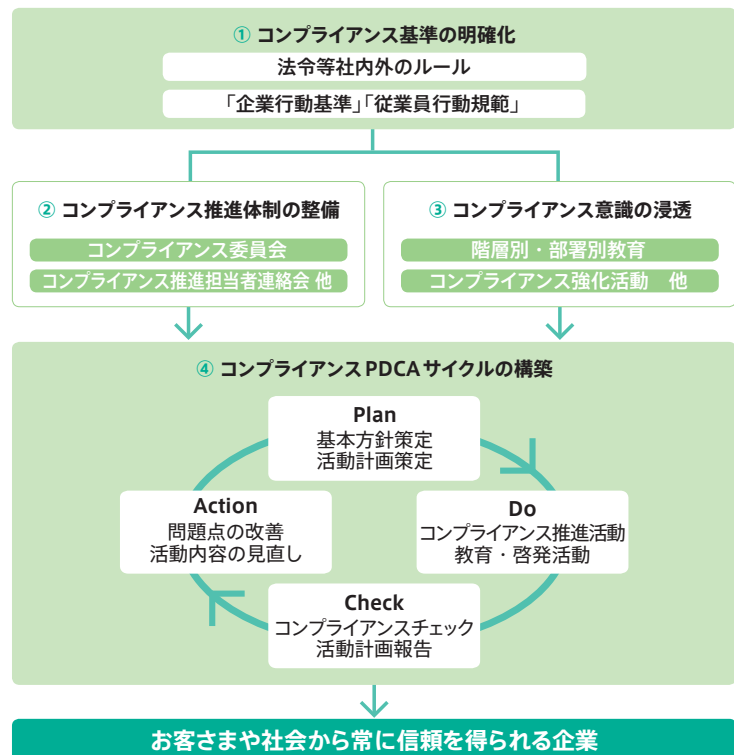 ① コンプライアンス基準の明確化
法令等社内外のルール
「企業行動基準」「従業員行動規範」
② コンプライアンス推進体制の整備
コンプライアンス委員会
コンプライアンス推進担当者連絡会 他
③ コンプライアンス意識の浸透
階層別・部署別教育
コンプライアンス強化活動　他
④ コンプライアンスPDCAサイクルの構築
Plan
基本方針策定
活動計画策定
Do
コンプライアンス推進活動
教育・啓発活動
Check
コンプライアンスチェック
活動計画報告
Action
問題点の改善
活動内容の見直し
お客さまや社会から常に信頼を得られる企業